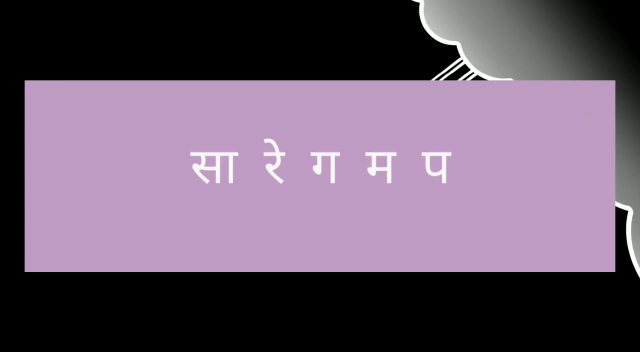 सा रे ग म प